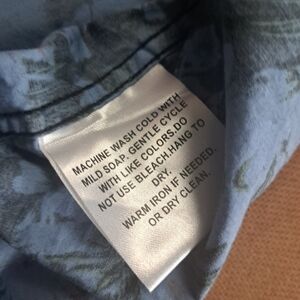 MACHINE WASH COLD WITH
MILD SOAP. GENTLE CYCLE
WITH LIKE COLORS.DO
NOT USE BLEACH.HANG TO
DRY.
WARM IRON IF NEEDED.
OR DRY CLEAN.